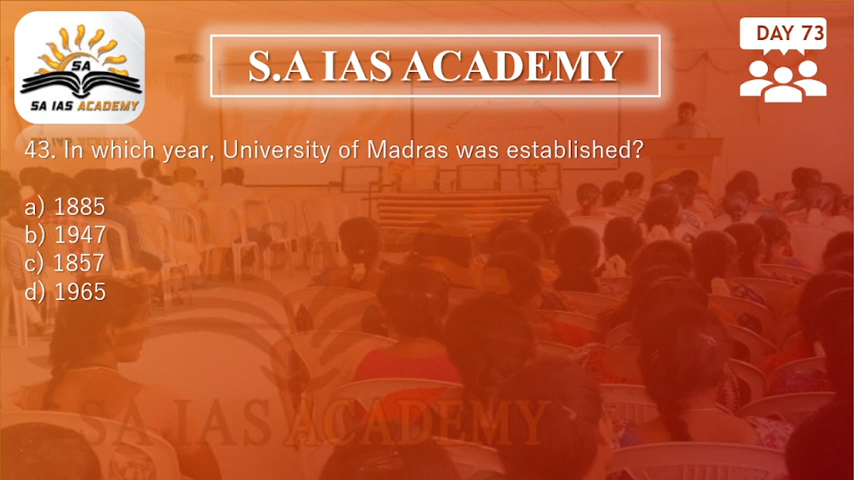 S.A IAS ACADEMY
DAY 73
SA
SA IAS ACADEMY
43. In which year, University of Madras was established?
a) 1885
b) 1947
c) 1857
d) 1965
SA
SA IAS ACADEMY